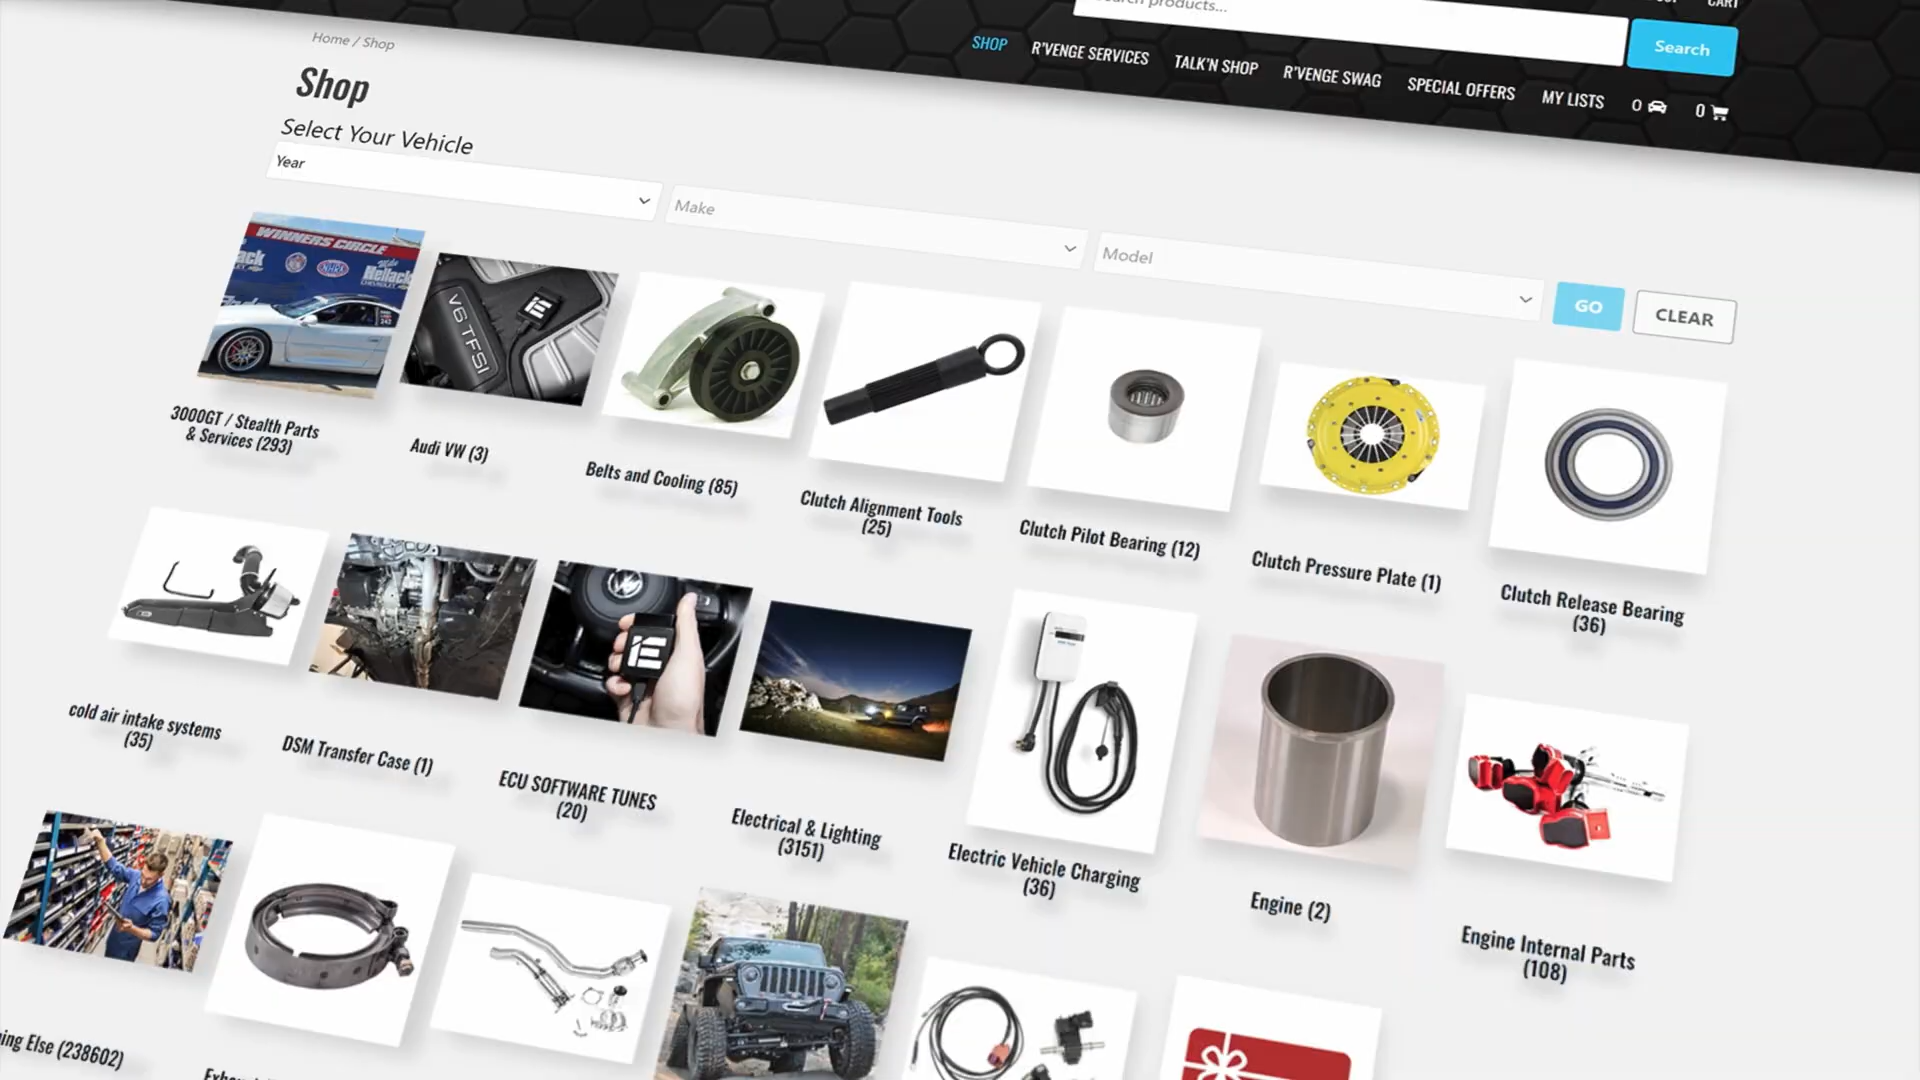 CART
Search products...
Search
SHOP
R'VENGE SERVICES
TALK'N SHOP
R'VENGE SWAG
SPECIAL OFFERS
MY LISTS
0
0
Home / Shop
Shop
Select Your Vehicle
Year
Make
Model
GO
CLEAR
WINNERS CIRCLE
V6 TFSI
3000GT / Stealth Parts
& Services (293)
Audi VW (3)
Belts and Cooling (85)
Clutch Alignment Tools
(25)
Clutch Pilot Bearing (12)
Clutch Pressure Plate (1)
Clutch Release Bearing
(36)
cold air intake systems
(35)
DSM Transfer Case (1)
ECU SOFTWARE TUNES
(20)
Electrical & Lighting
(3151)
Electric Vehicle Charging
(36)
Engine (2)
Engine Internal Parts
(108)
Else (238602)